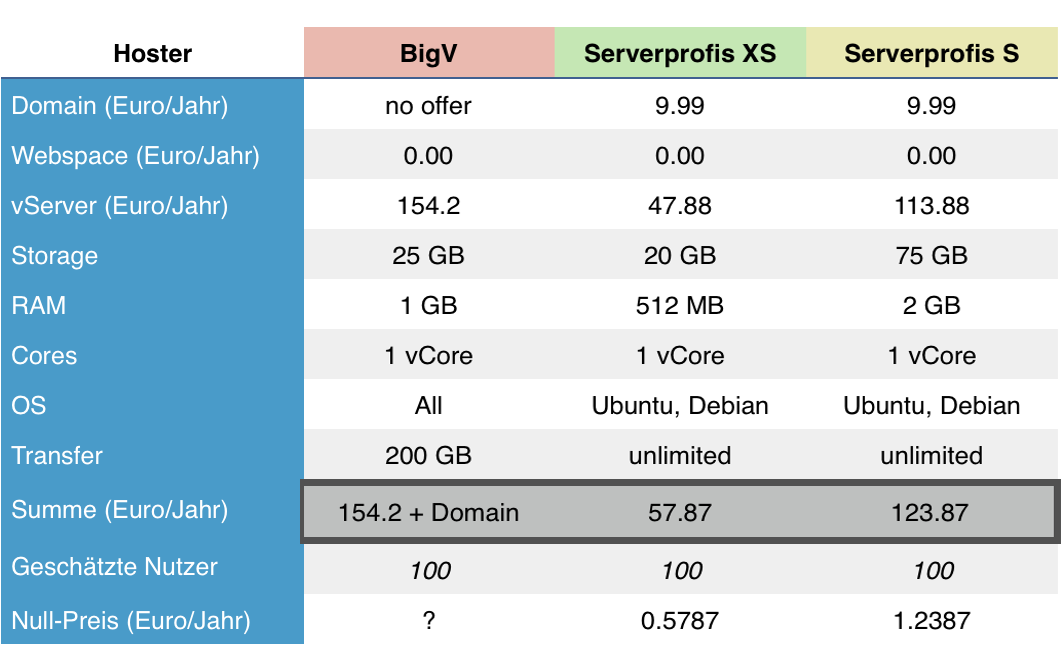 Hoster BigV Serverprofis XS Serverprofis S
Domain (Euro/Jahr) no offer 9.99 9.99
Webspace (Euro/Jahr) 0.00 0.00 0.00
vServer (Euro/Jahr) 154.2 47.88 113.88
Storage 25 GB 20 GB 75 GB
RAM 1 GB 512 MB 2 GB
Cores 1 vCore 1 vCore 1 vCore
OS All Ubuntu, Debian Ubuntu, Debian
Transfer 200 GB unlimited unlimited
Summe (Euro/Jahr) 154.2 + Domain 57.87 123.87
Geschätzte Nutzer 100 100 100
Null-Preis (Euro/Jahr) ? 0.5787 1.2387